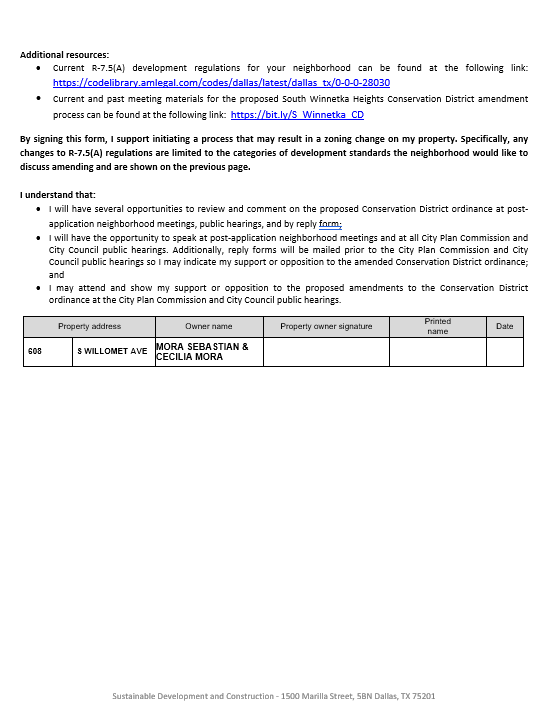 Additional resources:
• Current R-7.5(A) development regulations for your neighborhood can be found at the following link:
https://codelibrary.amlegal.com/codes/dallas/latest/dallas_tx/0-0-0-28030
• Current and past meeting materials for the proposed South Winnetka Heights Conservation District amendment
process can be found at the following link: https://bit.ly/S_Winnetka_CD
By signing this form, I support initiating a process that may result in a zoning change on my property. Specifically, any
changes to R-7.5(A) regulations are limited to the categories of development standards the neighborhood would like to
discuss amending and are shown on the previous page.
I understand that:
• I will have several opportunities to review and comment on the proposed Conservation District ordinance at post-
application neighborhood meetings, public hearings, and by reply form;
• I will have the opportunity to speak at post-application neighborhood meetings and at all City Plan Commission and
City Council public hearings. Additionally, reply forms will be mailed prior to the City Plan Commission and City
Council public hearings so I may indicate my support or opposition to the amended Conservation District ordinance;
and
• I may attend and show my support or opposition to the proposed amendments to the Conservation District
ordinance at the City Plan Commission and City Council public hearings.
Property address Owner name Property owner signature Printed name Date
608 S WILLOMET AVE MORA SEBASTIAN &
CECILIA MORA
Sustainable Development and Construction - 1500 Marilla Street, 5BN Dallas, TX 75201